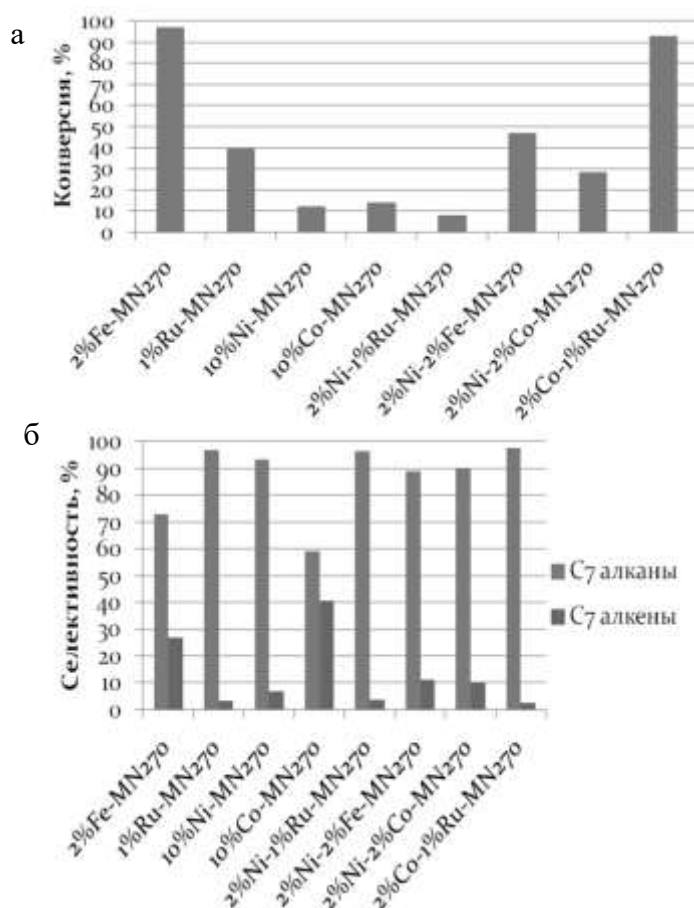 а
Конверсия, %
100
90
80
70
60
50
40
30
20
10
0
2%Fe-MN270
1%Ru-MN270
10%Ni-MN270
10%Co-MN270
2%Ni-1%Ru-MN270
2%Ni-2%Fe-MN270
2%Ni-2%Co-MN270
2%Co-1%Ru-MN270
б
Селективность, %
100
90
80
70
60
50
40
30
20
10
0
2%Fe-MN270
1%Ru-MN270
10%Ni-MN270
10%Co-MN270
2%Ni-1%Ru-MN270
2%Ni-2%Fe-MN270
2%Ni-2%Co-MN270
2%Co-1%Ru-MN270
C7 алканы
C7 алкены